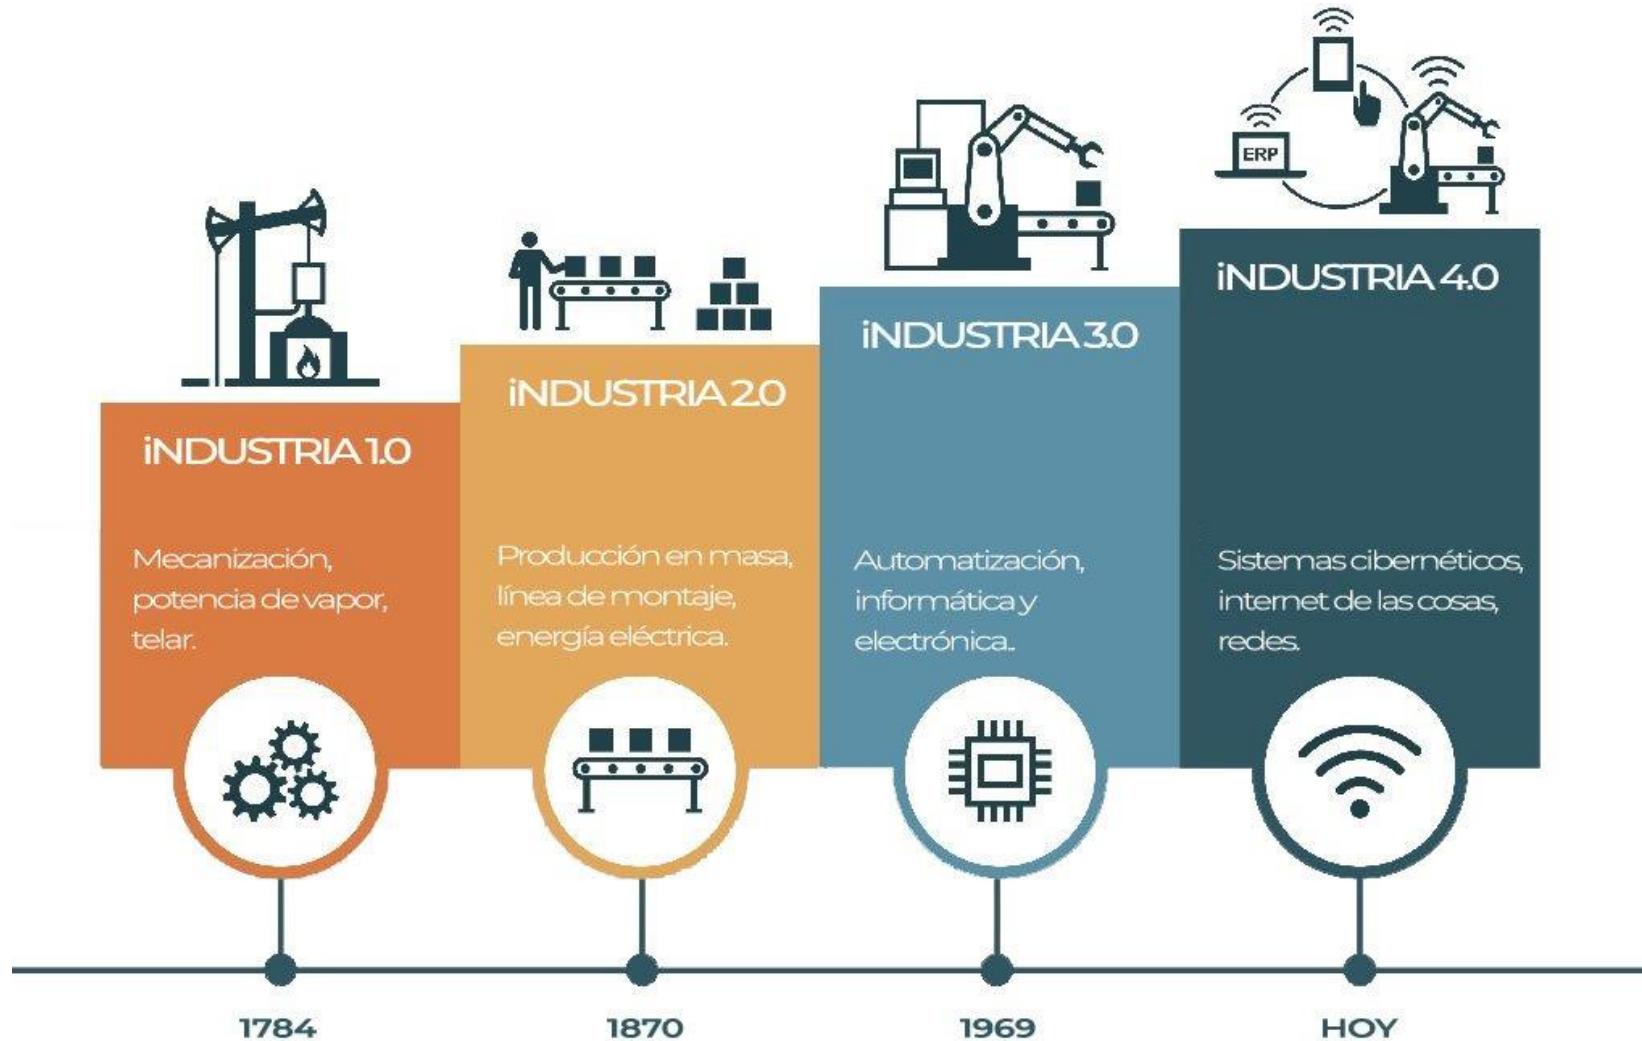 ERP
iNDUSTRIA 1.0
Mecanización,
potencia de vapor,
telar.
1784
iNDUSTRIA 2.0
Producción en masa,
línea de montaje,
energía eléctrica.
1870
iNDUSTRIA 3.0
Automatización,
informática y
electrónica..
1969
iNDUSTRIA 4.0
Sistemas cibernéticos,
internet de las cosas,
redes.
HOY